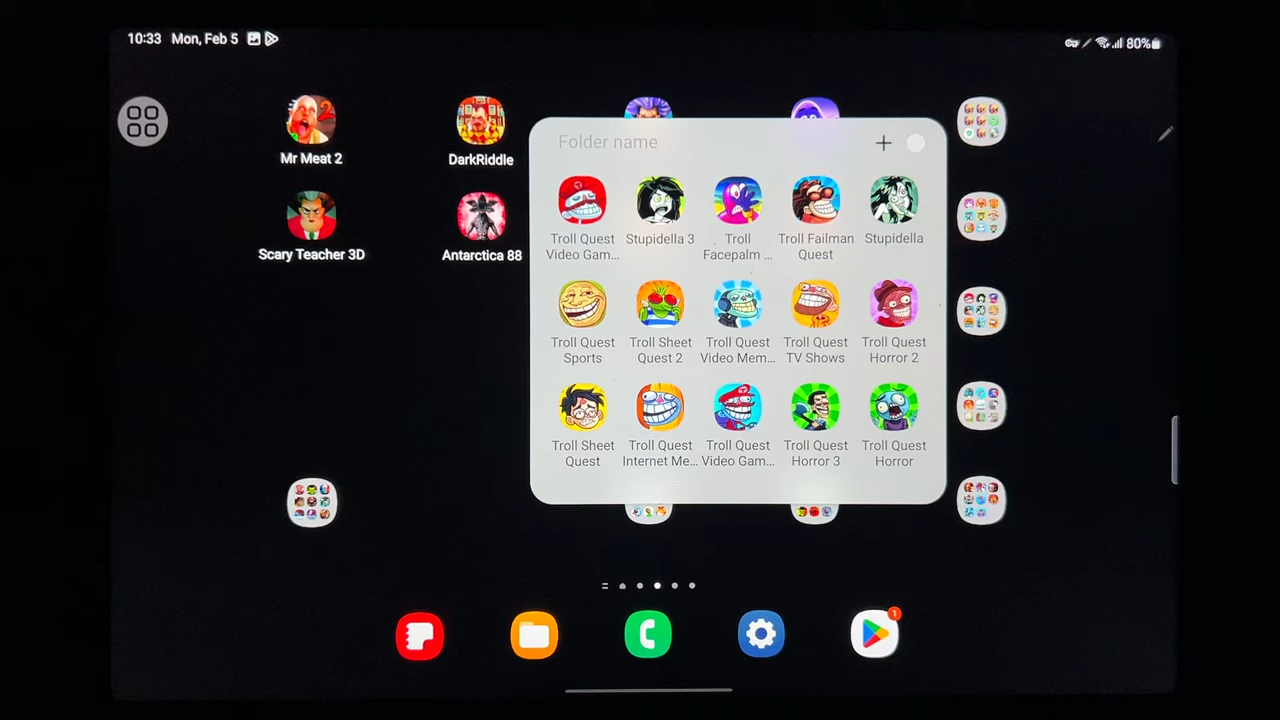 10:33 Mon, Feb 5
80%
Mr Meat 2
DarkRiddle
Scary Teacher 3D
Antarctica 88
Folder name
Troll Quest
Video Gam...
Stupidella 3
Troll
Facepalm ...
Troll Failman
Quest
Stupidella
Troll Quest
Sports
Troll Sheet
Quest 2
Troll Quest
Video Mem...
Troll Quest
TV Shows
Troll Quest
Horror 2
Troll Sheet
Quest
Troll Quest
Internet Me...
Troll Quest
Video Gam...
Troll Quest
Horror 3
Troll Quest
Horror
1